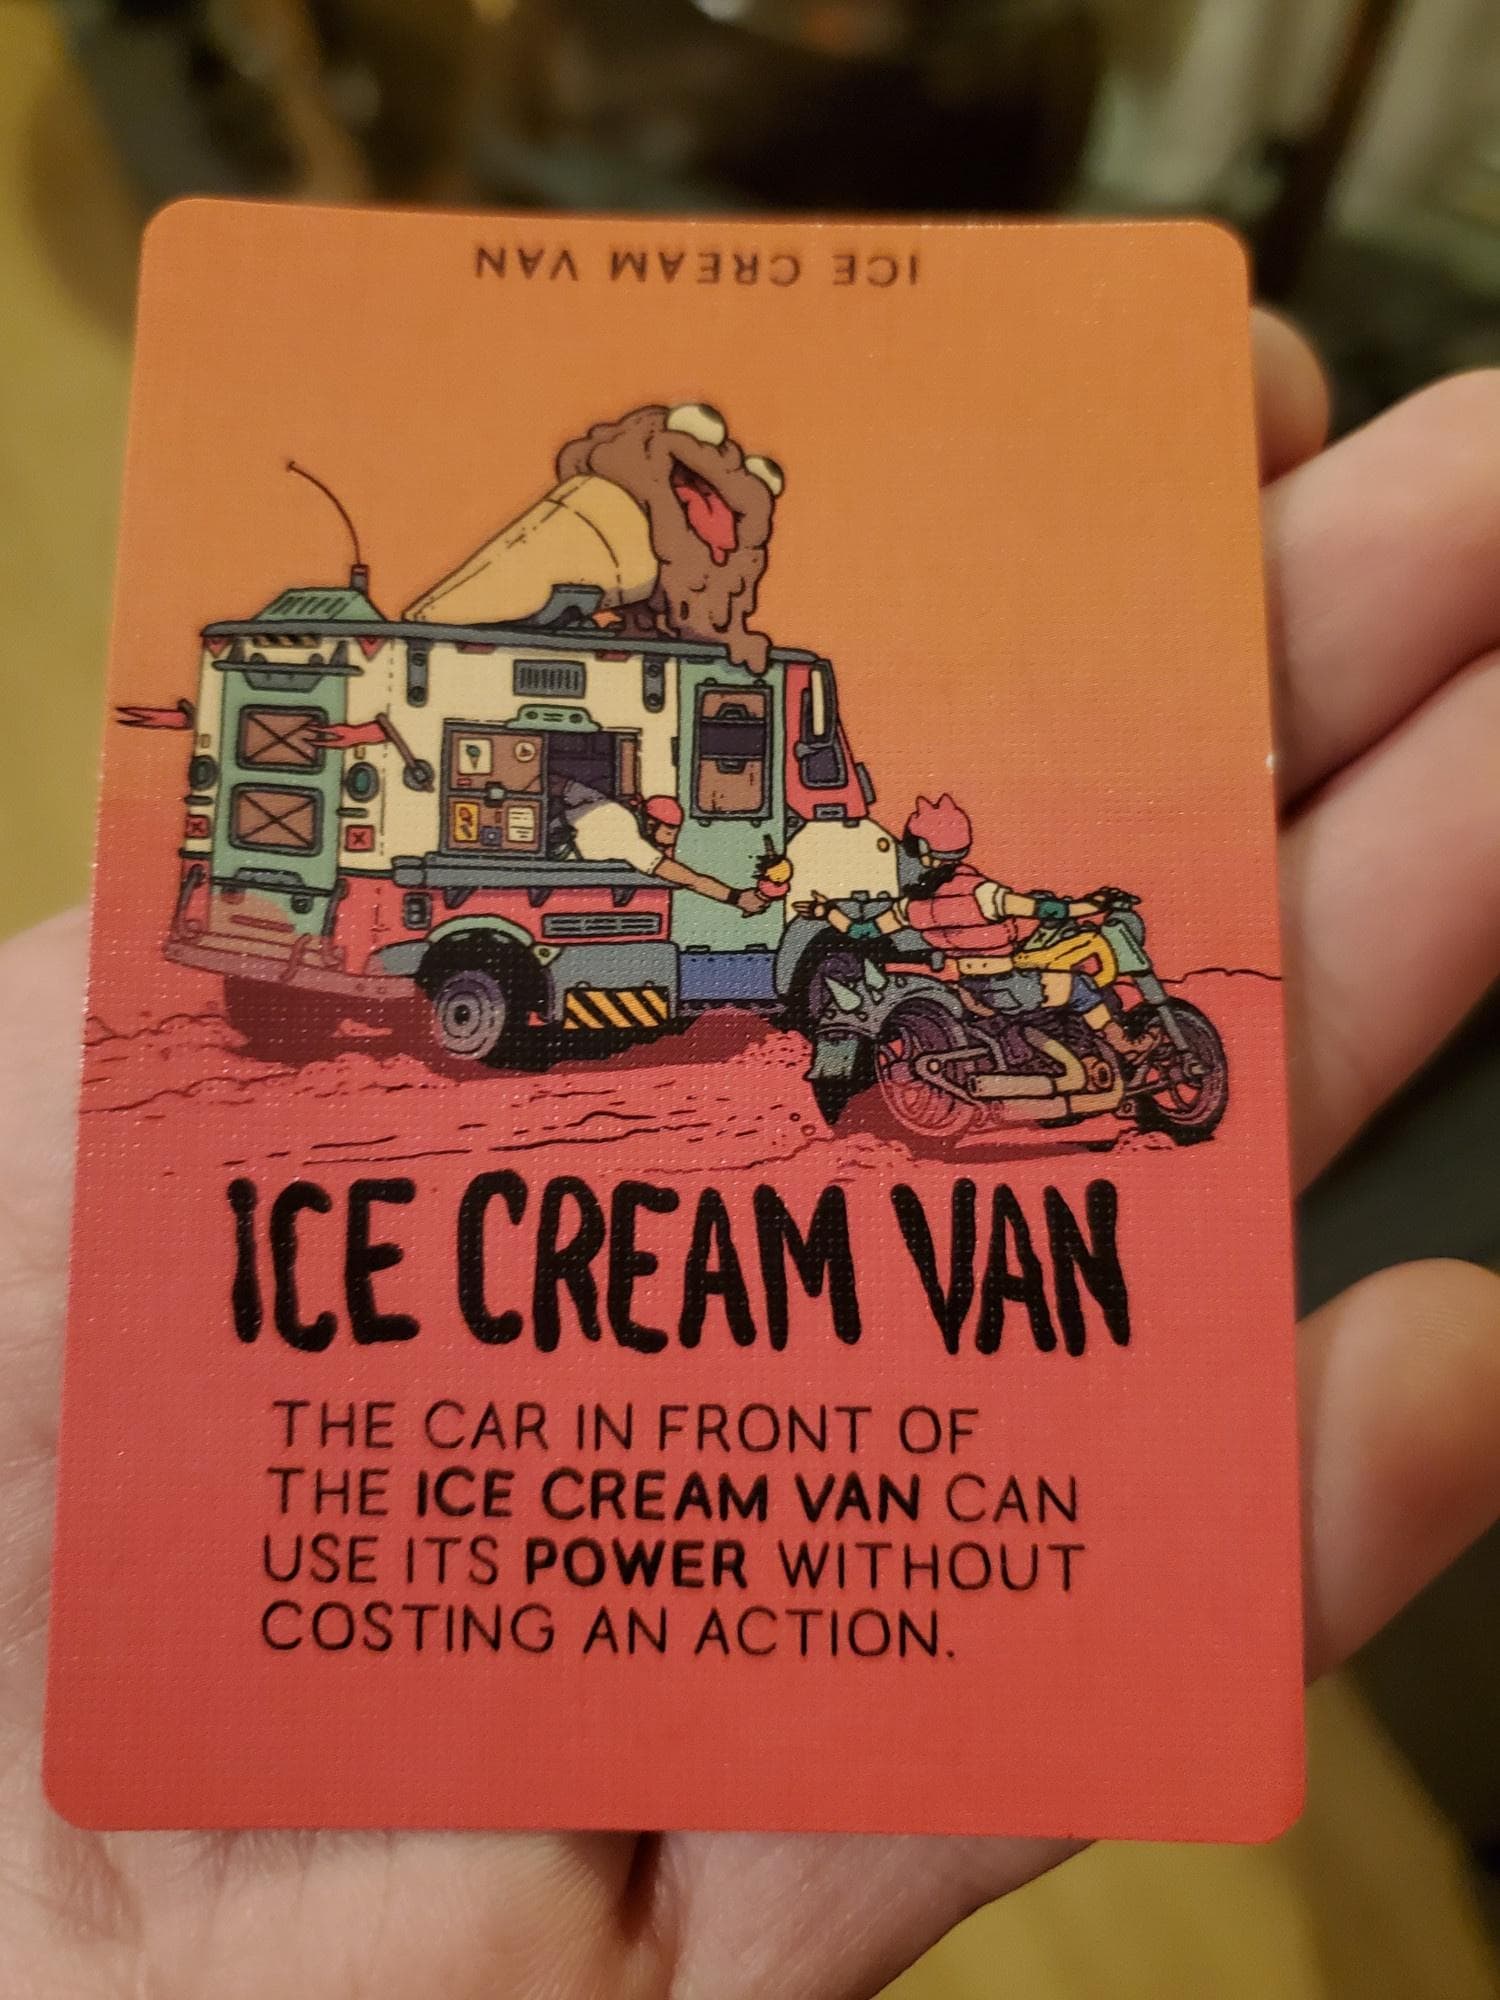 ICE CREAM VAN
ICE CREAM VAN
THE CAR IN FRONT OF
THE ICE CREAM VAN CAN
USE ITS POWER WITHOUT
COSTING AN ACTION.